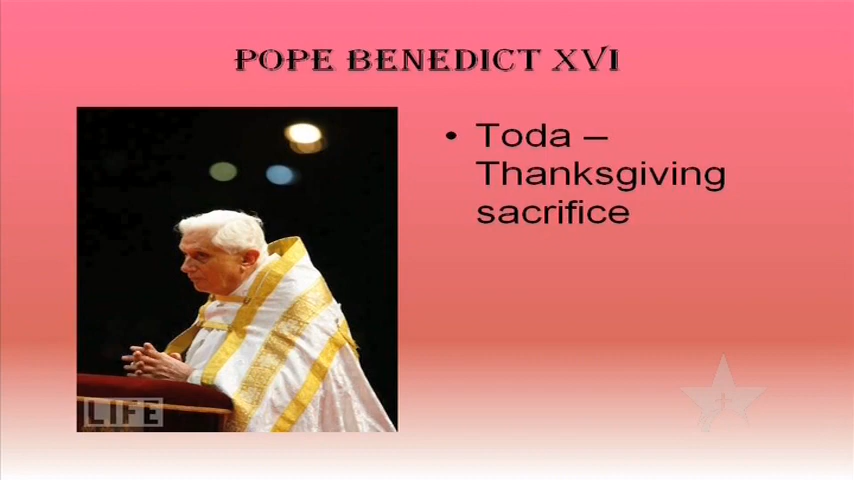 POPE BENEDICT XVI
• Toda –
Thanksgiving
sacrifice
LIFE